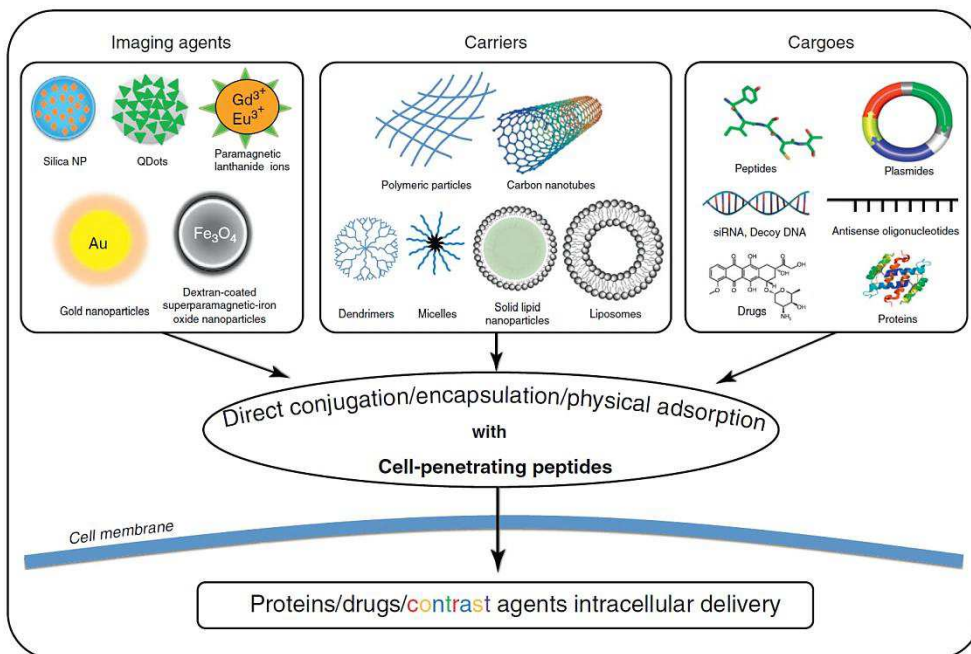 Imaging agents
Carriers
Cargoes
Gd3+
Eu3+
Silica NP
QDots
Paramagnetic
lanthanide ions
Au
Fe3O4
Gold nanoparticles
Dextran-coated
superparamagnetic-iron
oxide nanoparticles
Polymeric particles
Carbon nanotubes
Dendrimers
Micelles
Solid lipid
nanoparticles
Liposomes
Peptides
Plasmides
siRNA, Decoy DNA
Antisense oligonucleotides
Drugs
Proteins
Direct conjugation/encapsulation/physical adsorption
with
Cell-penetrating peptides
Cell membrane
Proteins/drugs/contrast agents intracellular delivery